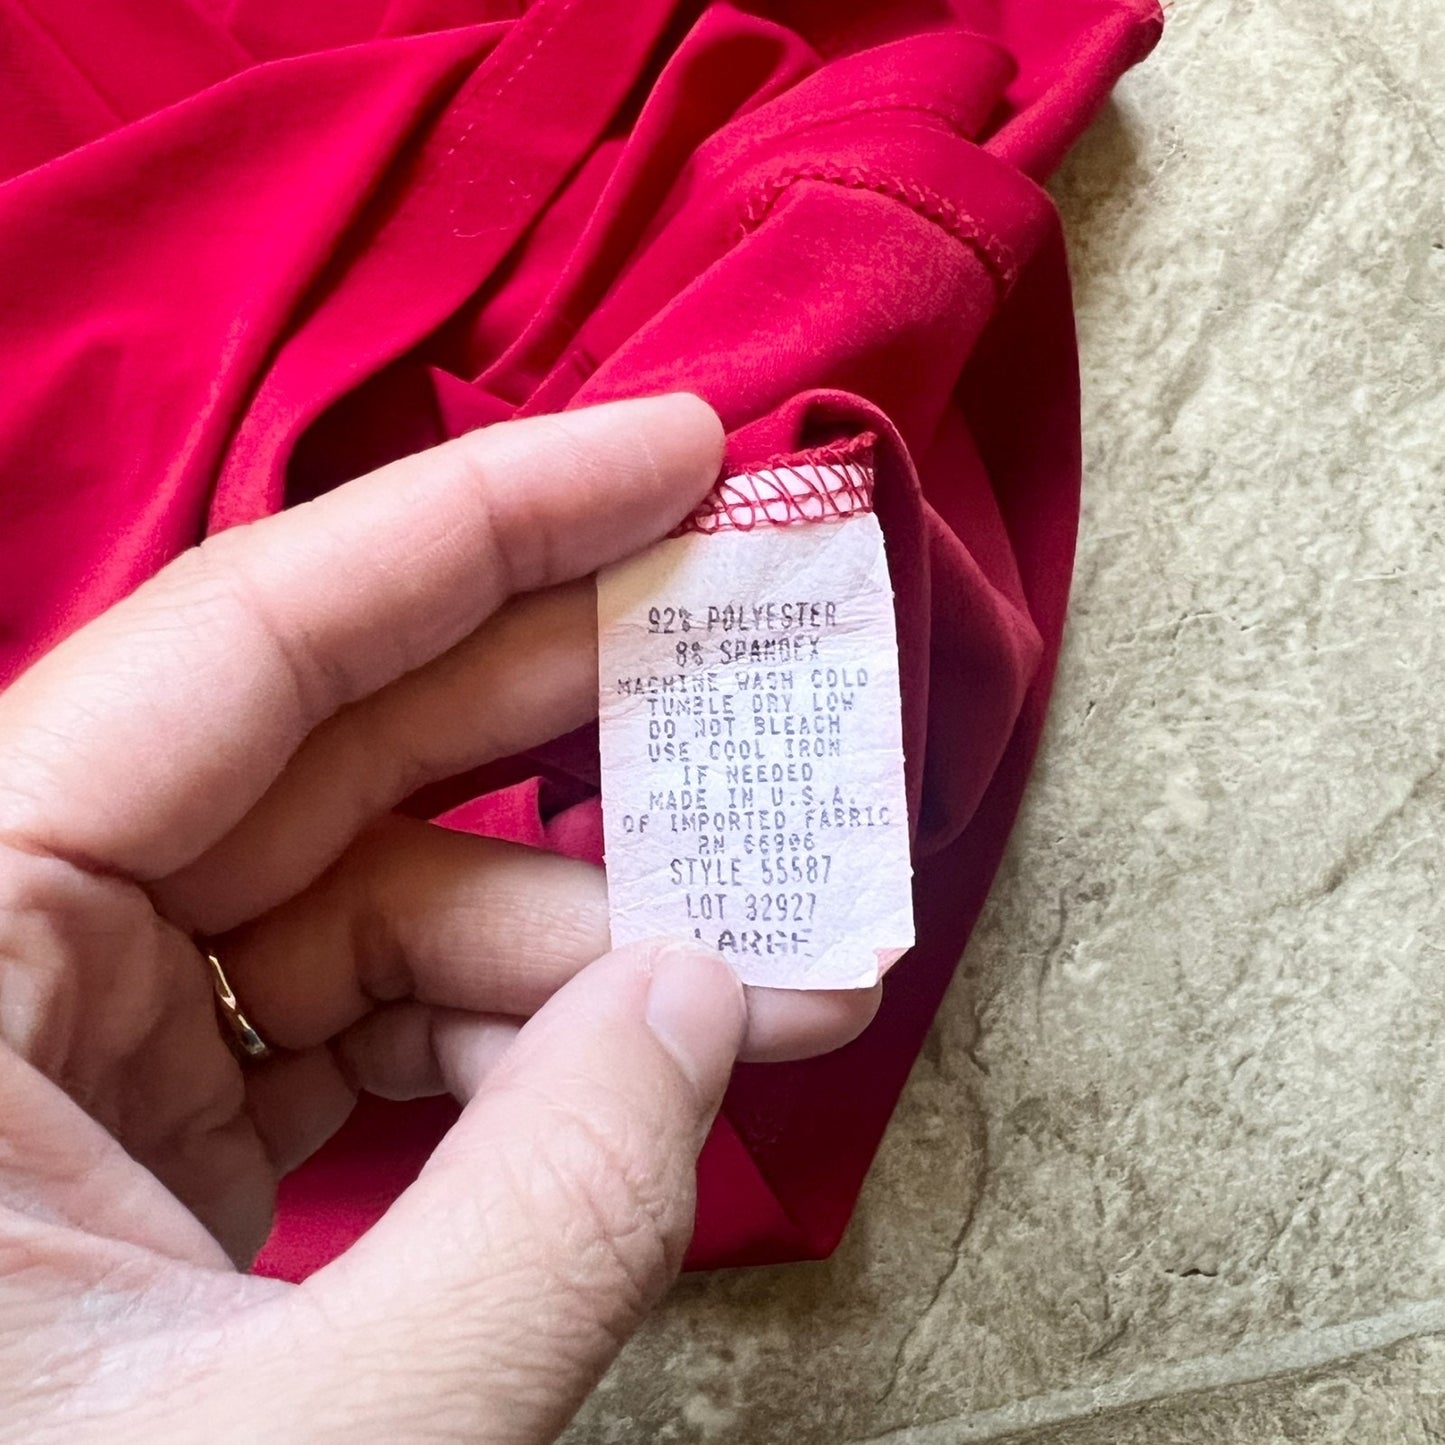 92% POLYESTER
8% SPANDEX
MACHINE WASH COLD
TUMBLE DRY LOW
DO NOT BLEACH
USE COOL IRON
IF NEEDED
MADE IN U.S.A.
OF IMPORTED FABRIC
RN
STYLE 55587
LOT 32927
LARGE